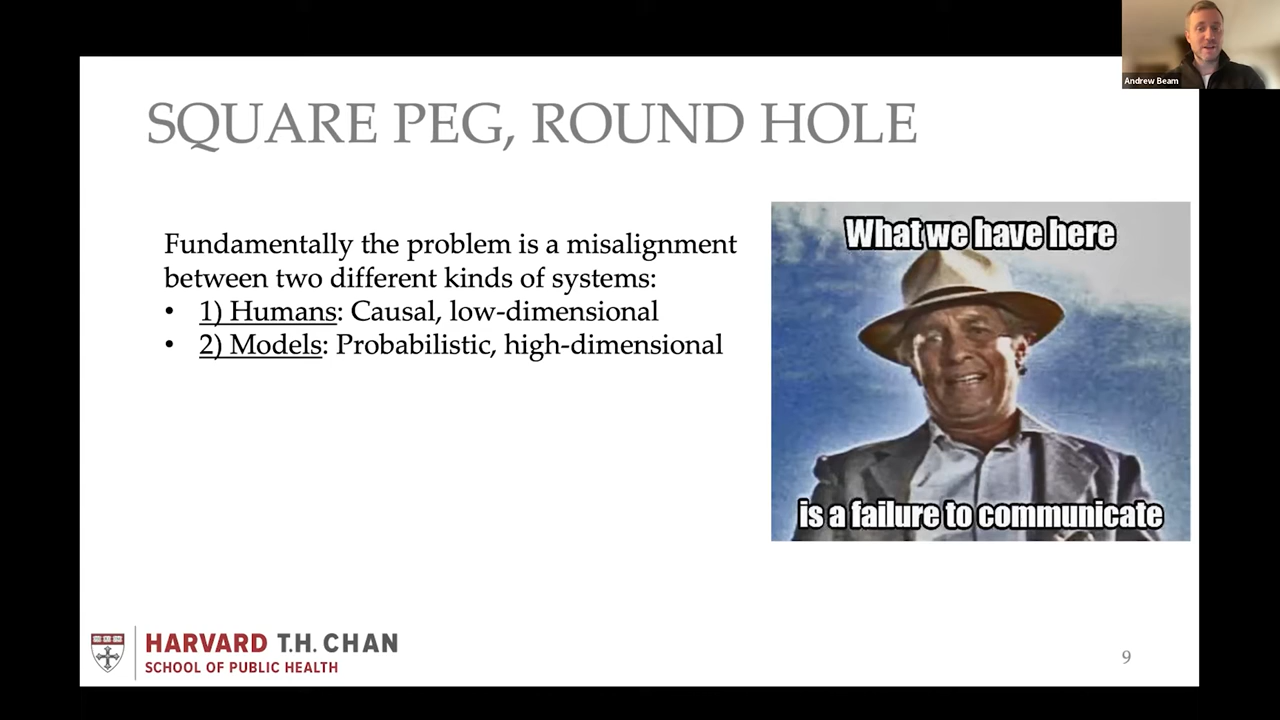 Andrew Beam
SQUARE PEG, ROUND HOLE
Fundamentally the problem is a misalignment
between two different kinds of systems:
• 1) Humans: Causal, low-dimensional
• 2) Models: Probabilistic, high-dimensional
What we have here
is a failure to communicate
HARVARD T.H. CHAN
SCHOOL OF PUBLIC HEALTH
9